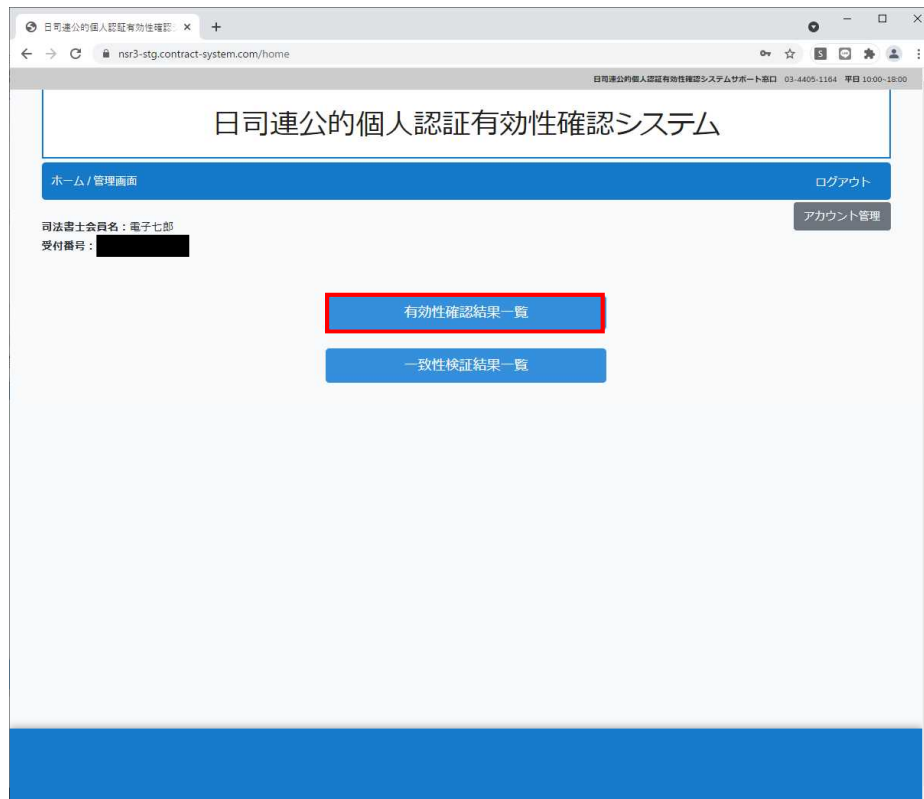 日司連公的個人認証有効性確認
nsr3-stg.contract-system.com/home
日司連公的個人認証有効性確認システムサポート窓口 03-4405-1164 平日 10:00~18:00
日司連公的個人認証有効性確認システム
ホーム / 管理画面 ログアウト
アカウント管理
司法書士会員名:電子七郎
受付番号:
有効性確認結果一覧
一致性検証結果一覧